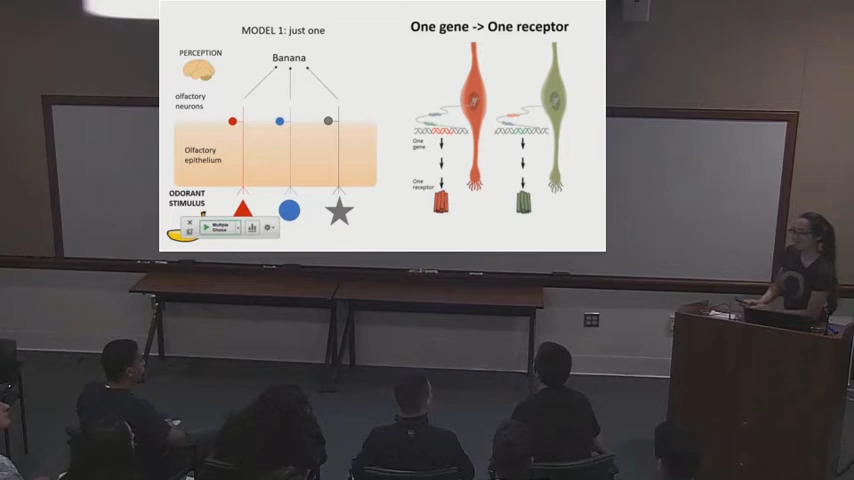 MODEL 1: just one
PERCEPTION
Banana
olfactory
neurons
Olfactory
epithelium
ODORANT
STIMULUS
Multiple
Choice
One gene -> One receptor
One
gene
One
receptor